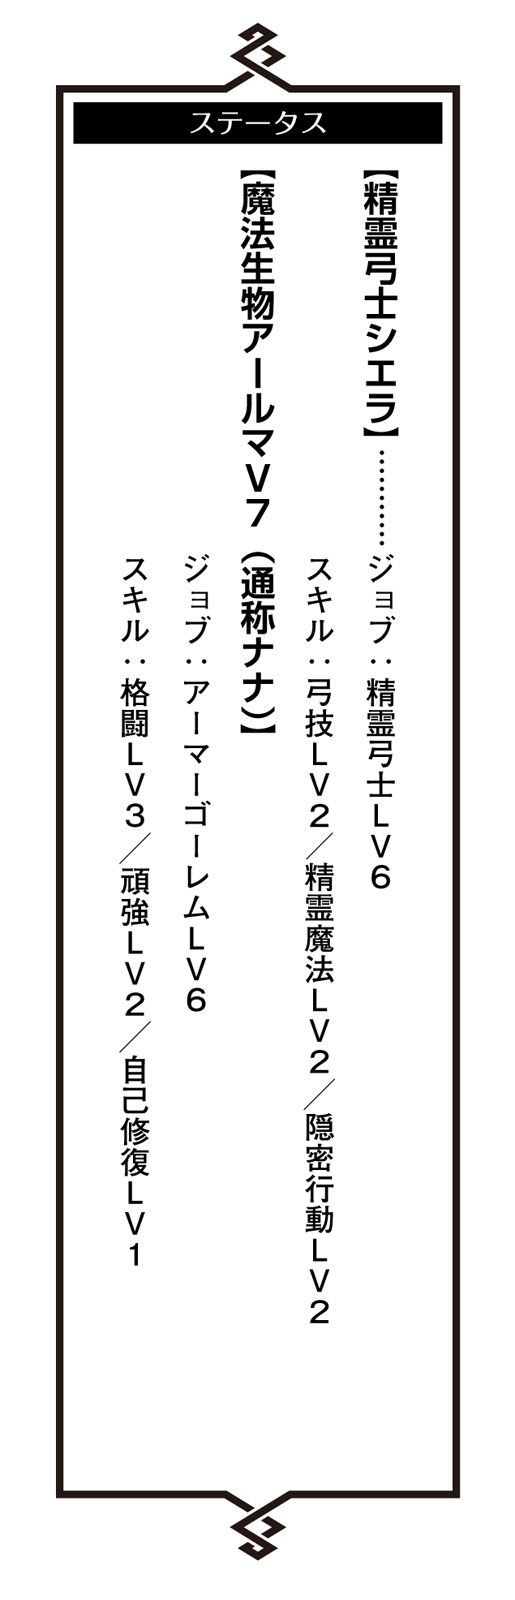 ステータス
【精霊弓士シエラ】…………ジョブ：精霊弓士LV6
スキル：弓技LV2／精霊魔法LV2／隠密行動LV2
【魔法生物アールマV7（通称ナナ）】
ジョブ：アーマーゴーレムLV6
スキル：格闘LV3／頑強LV2／自己修復LV1